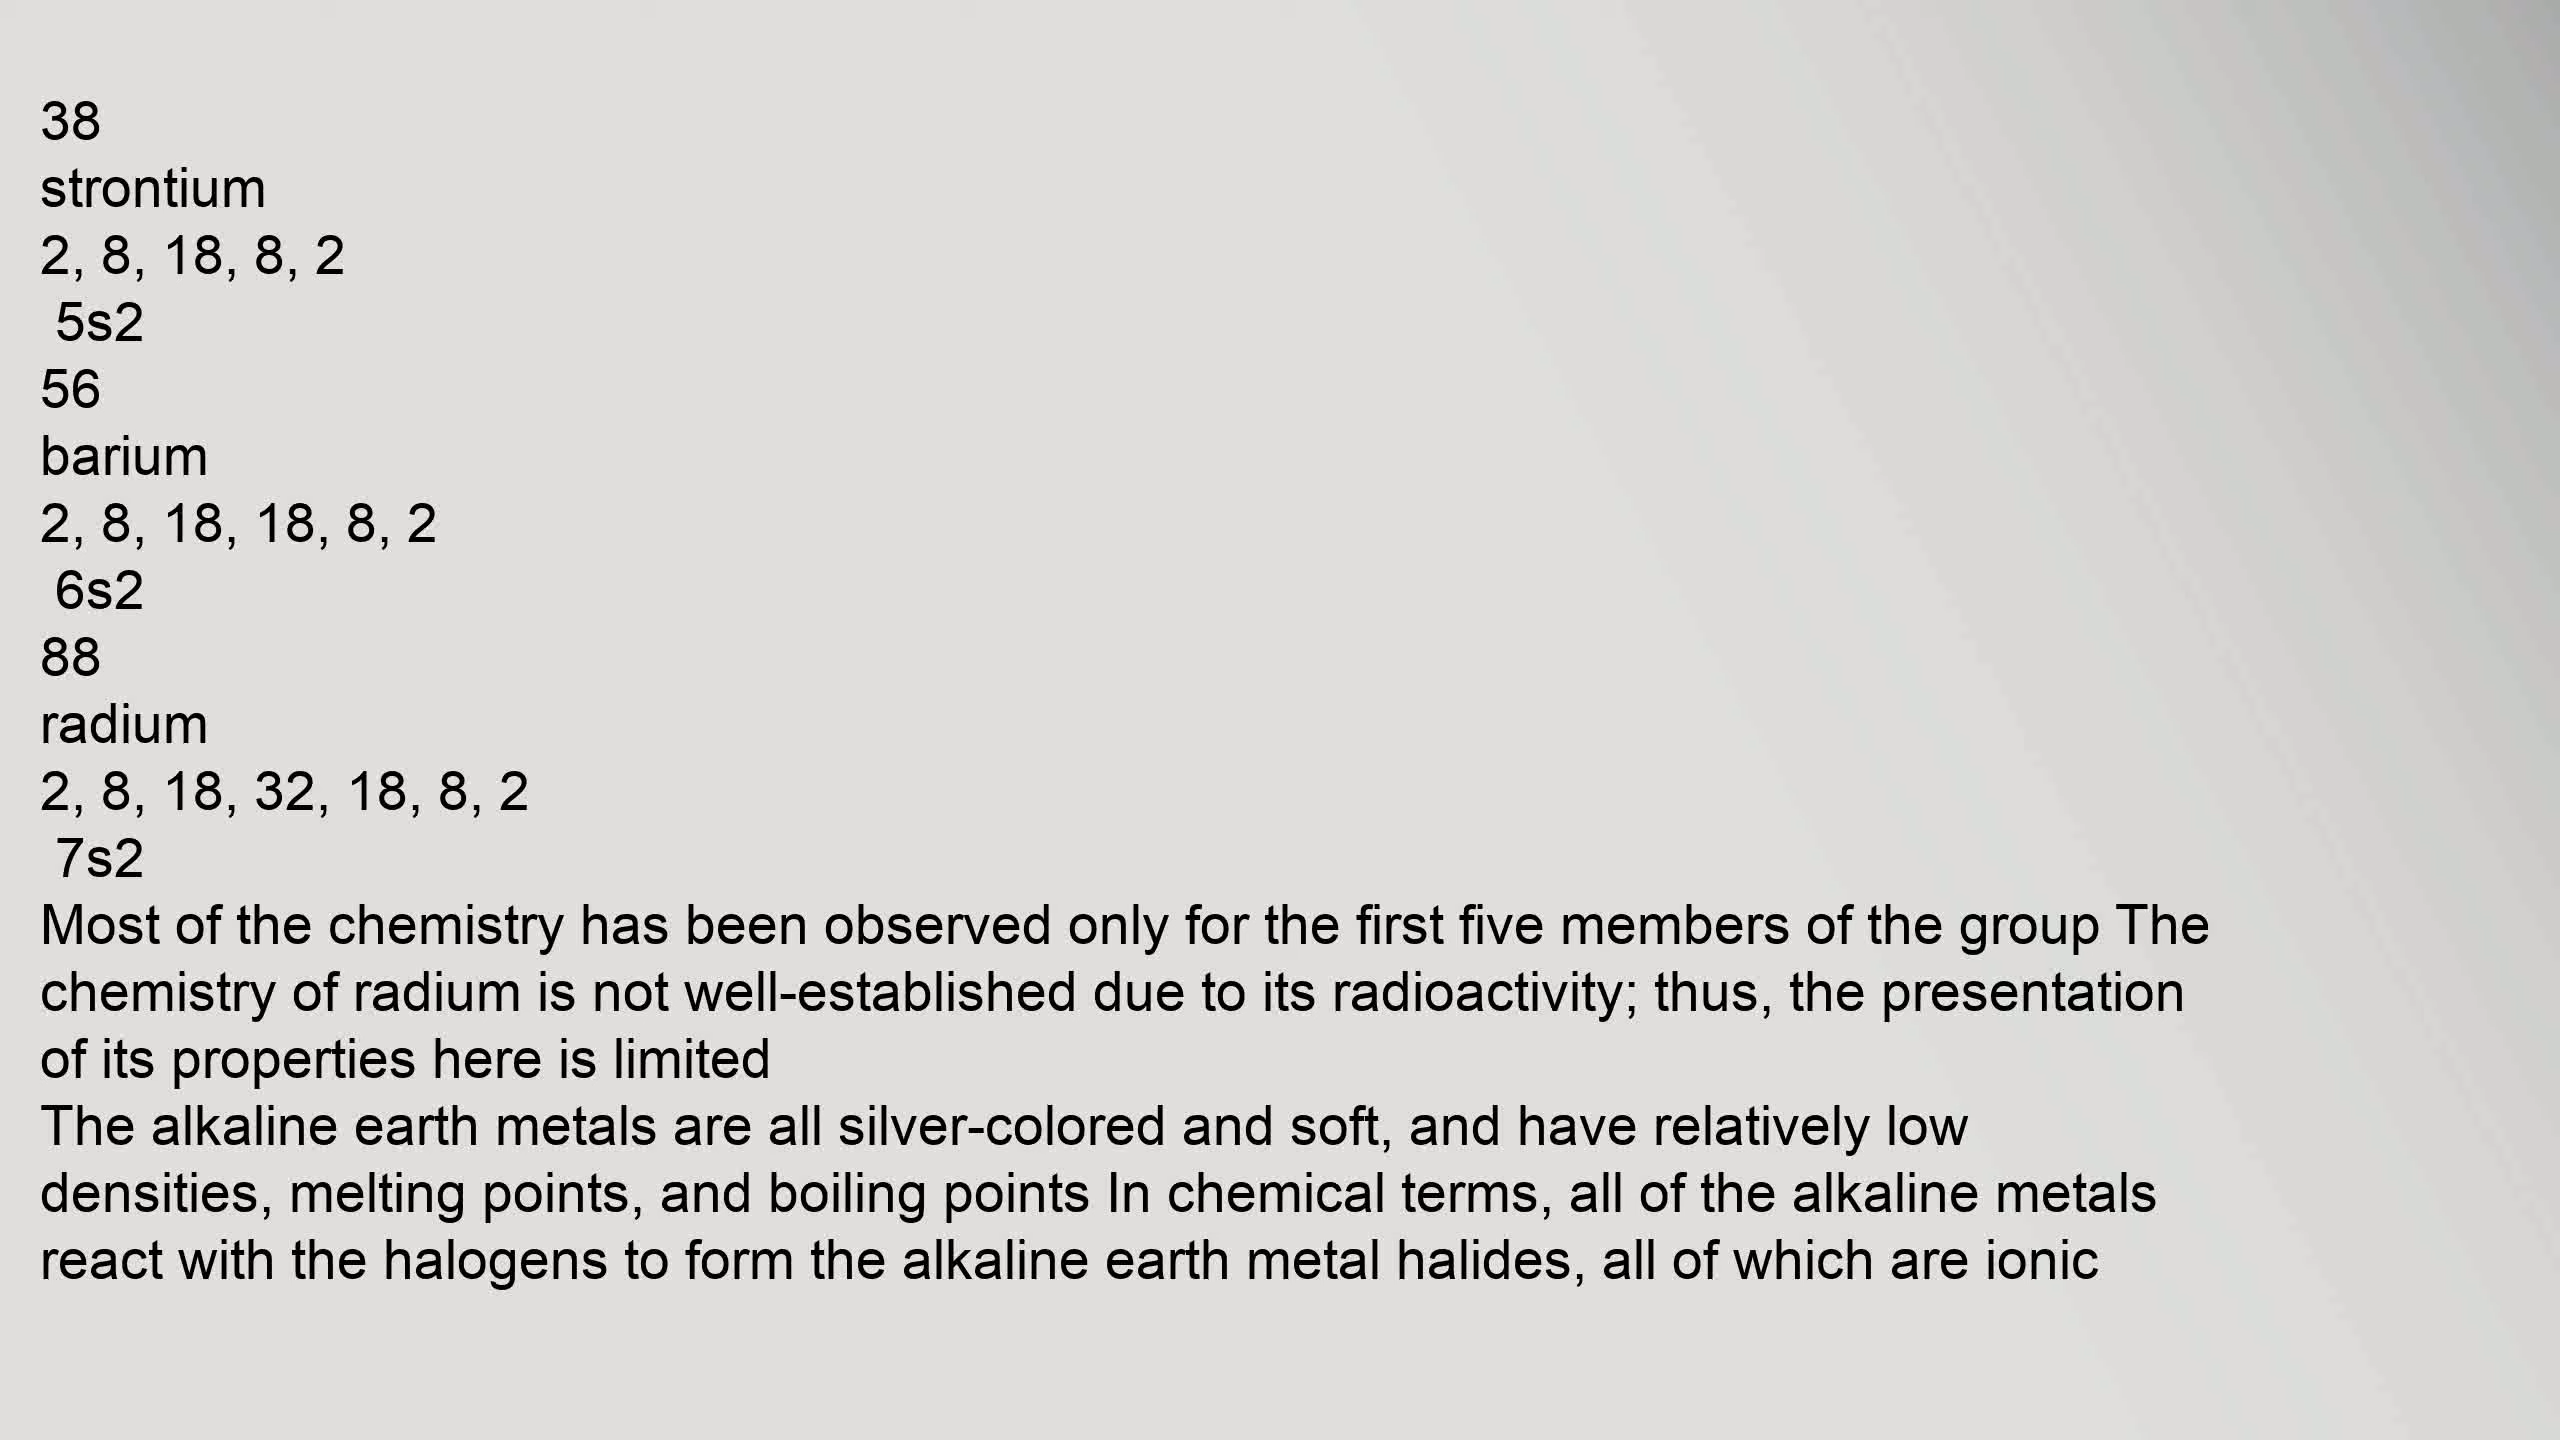 38
strontium
2, 8, 18, 8, 2
5s2
56
barium
2, 8, 18, 18, 8, 2
6s2
88
radium
2, 8, 18, 32, 18, 8, 2
7s2
Most of the chemistry has been observed only for the first five members of the group The
chemistry of radium is not well-established due to its radioactivity; thus, the presentation
of its properties here is limited
The alkaline earth metals are all silver-colored and soft, and have relatively low
densities, melting points, and boiling points In chemical terms, all of the alkaline metals
react with the halogens to form the alkaline earth metal halides, all of which are ionic